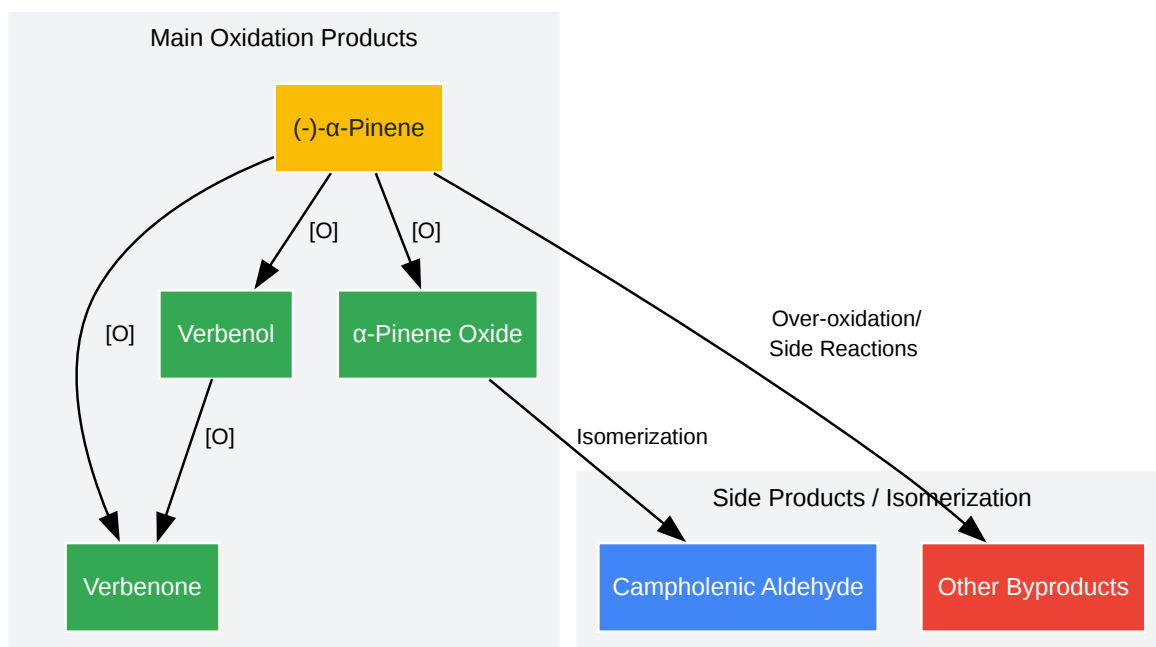 Main Oxidation Products
(-)-α-Pinene
[O]
[O]
Over-oxidation/
Side Reactions
[O]
Verbenol
α-Pinene Oxide
[O]
Isomerization
Side Products / Isomerization
Verbenone
Campholenic Aldehyde
Other Byproducts